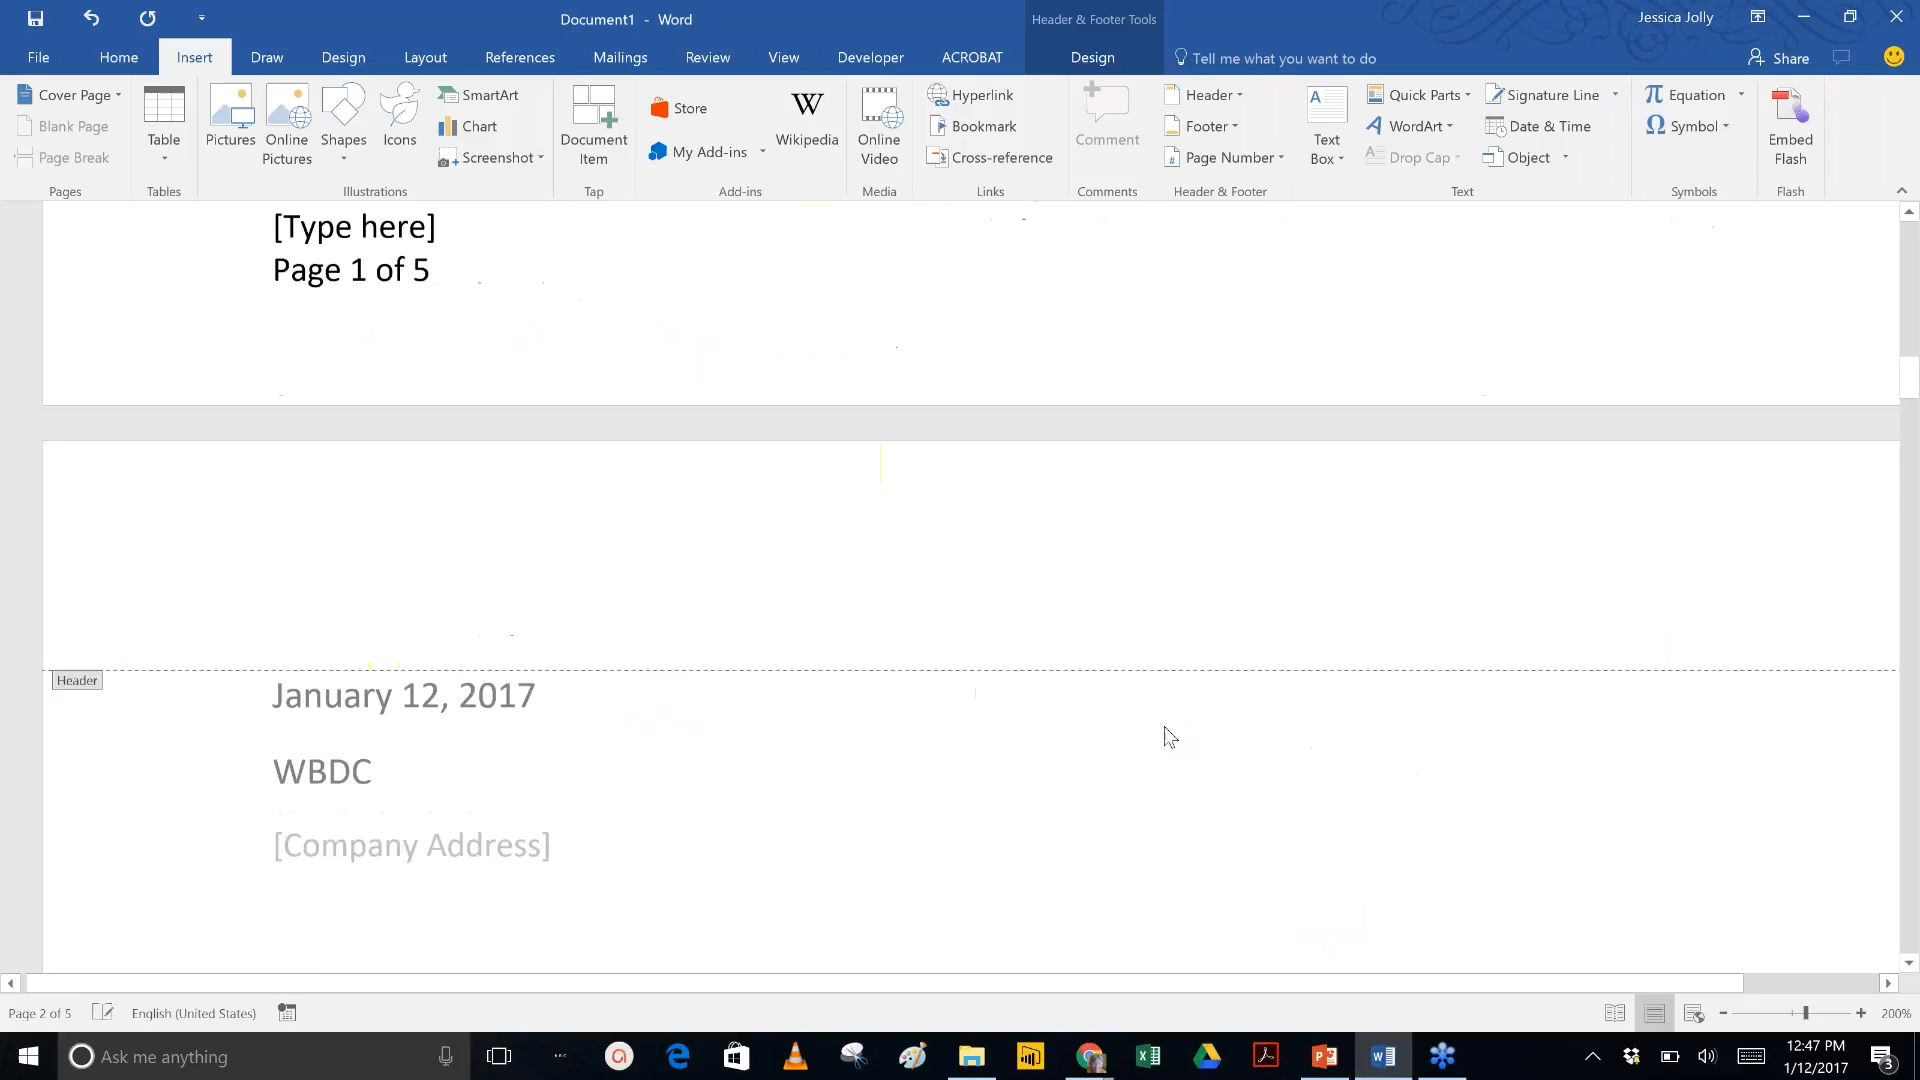 Document1 - Word
Header & Footer Tools
Jessica Jolly
File Home Insert Draw Design Layout References Mailings Review View Developer ACROBAT Design Tell me what you want to do Share
Cover Page
Blank Page
Page Break
Pages
Table
Tables
Pictures
Online Pictures
Shapes
Icons
SmartArt
Chart
Screenshot
Illustrations
Document Item
Tap
Store
My Add-ins
W
Wikipedia
Add-ins
Online Video
Media
Hyperlink
Bookmark
Cross-reference
Links
Comment
Comments
Header
Footer
Page Number
Header & Footer
Text Box
Quick Parts
WordArt
Drop Cap
Signature Line
Date & Time
Object
Text
Equation
Symbol
Symbols
Embed Flash
Flash
[Type here]
Page 1 of 5
Header
January 12, 2017
WBDC
[Company Address]
Page 2 of 5 English (United States) 200%
Ask me anything
12:47 PM
1/12/2017
3